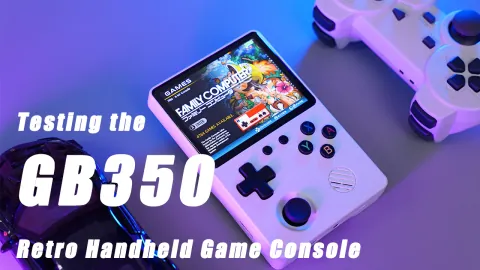 GAMES
FAMILY COMPUTER
X
Y
A
B
Testing the
GB350
Retro Handheld Game Console